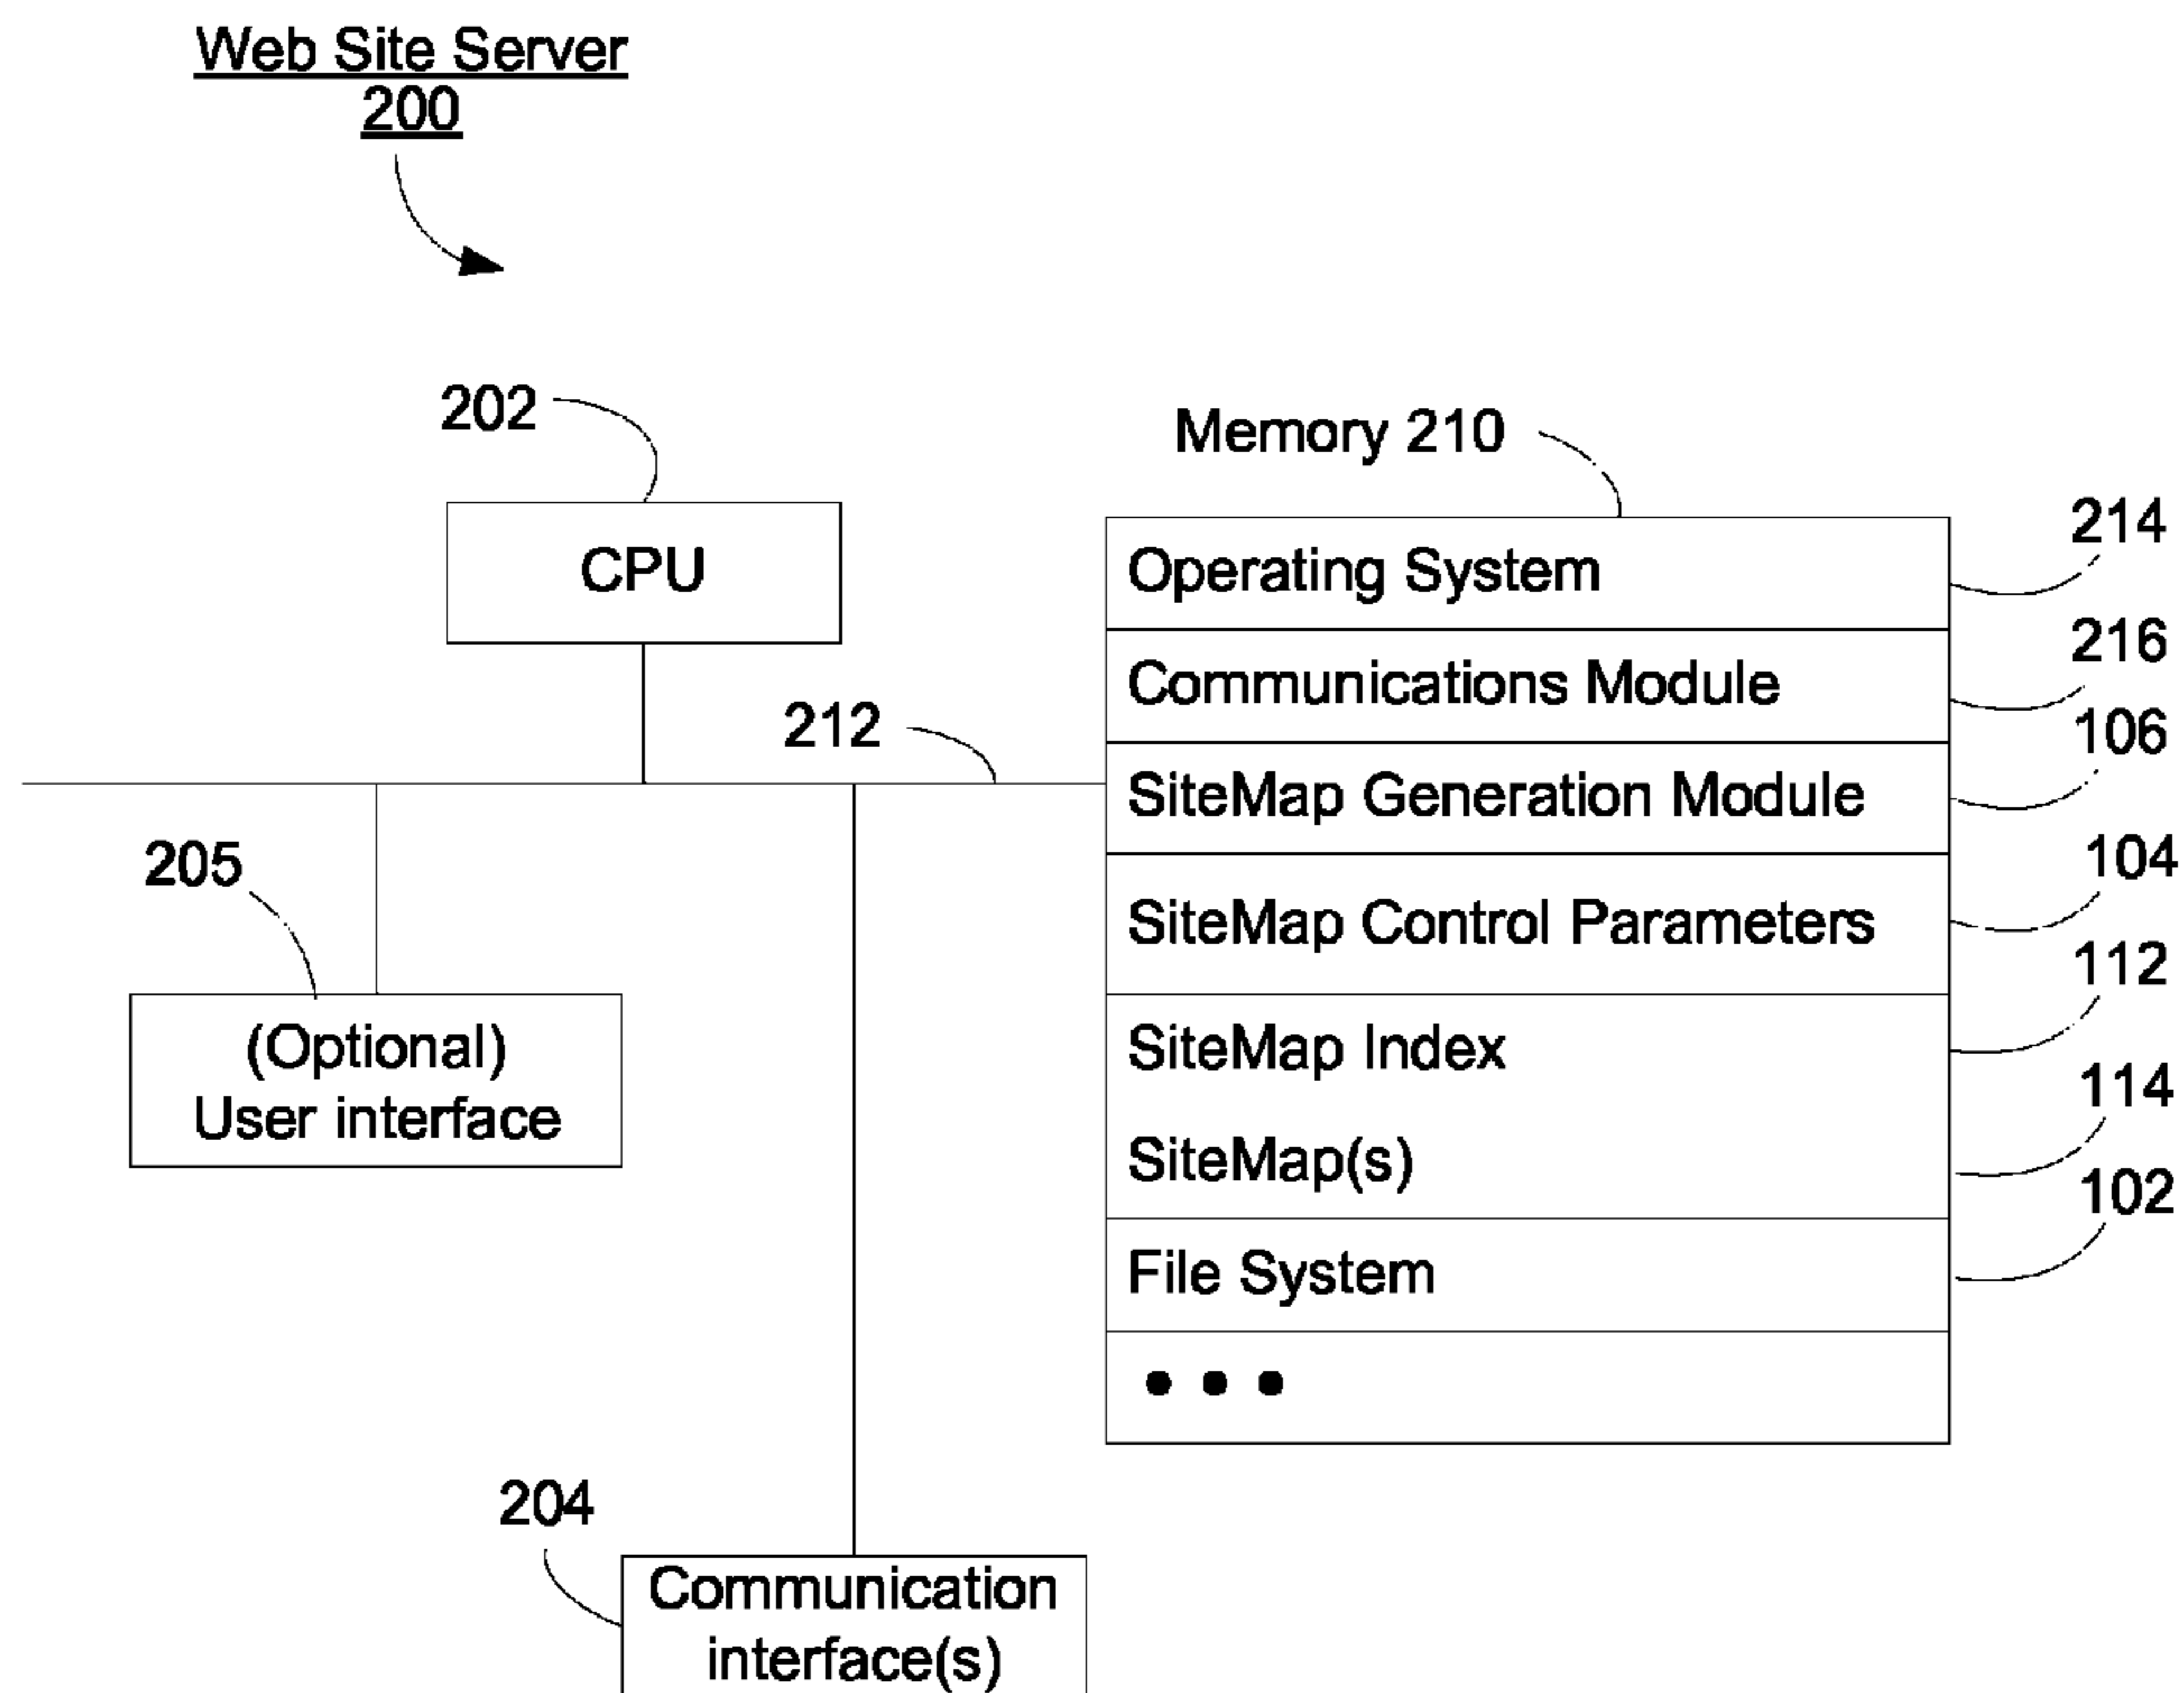 Web Site Server
200
202
CPU
Memory 210
212
205
(Optional)
User interface
204
Communication
interface(s)
Operating System
214
Communications Module
216
SiteMap Generation Module
106
SiteMap Control Parameters
104
SiteMap Index
112
SiteMap(s)
114
File System
102
• • •